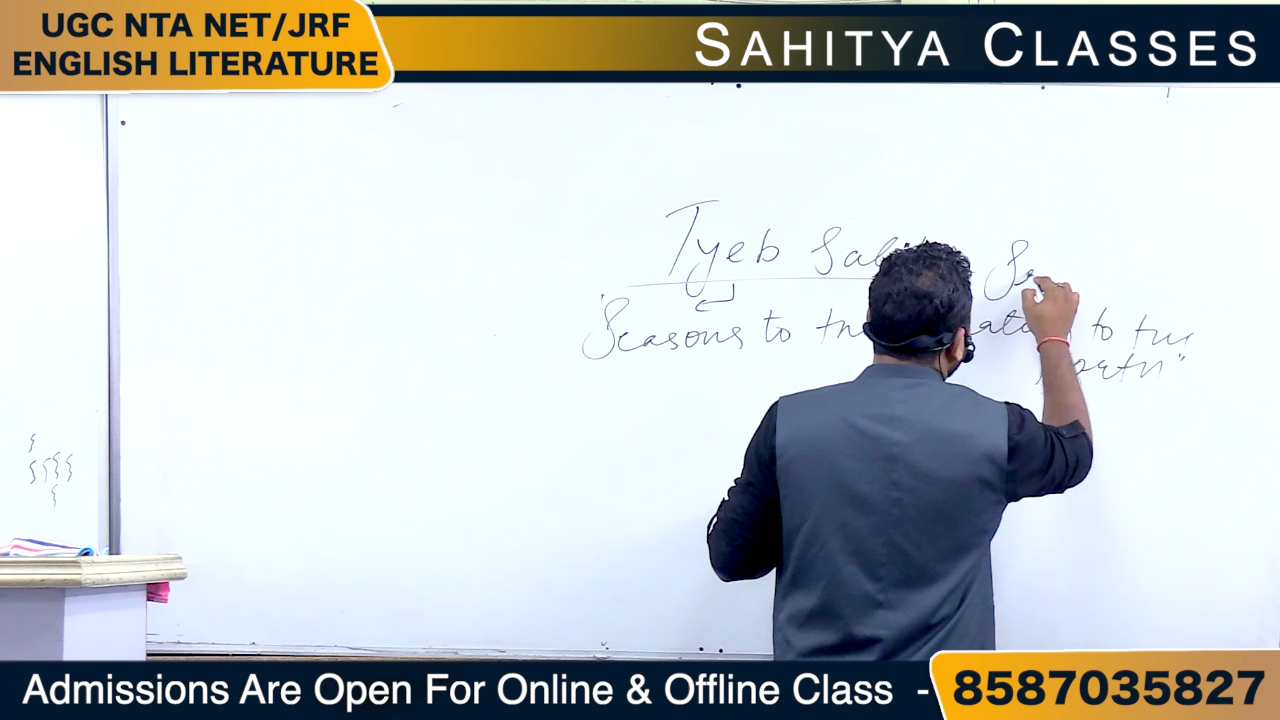 UGC NTA NET/JRF
ENGLISH LITERATURE
SAHITYA CLASSES
Tyeb
Seasons to to the
North"
Admissions Are Open For Online & Offline Class - 8587035827